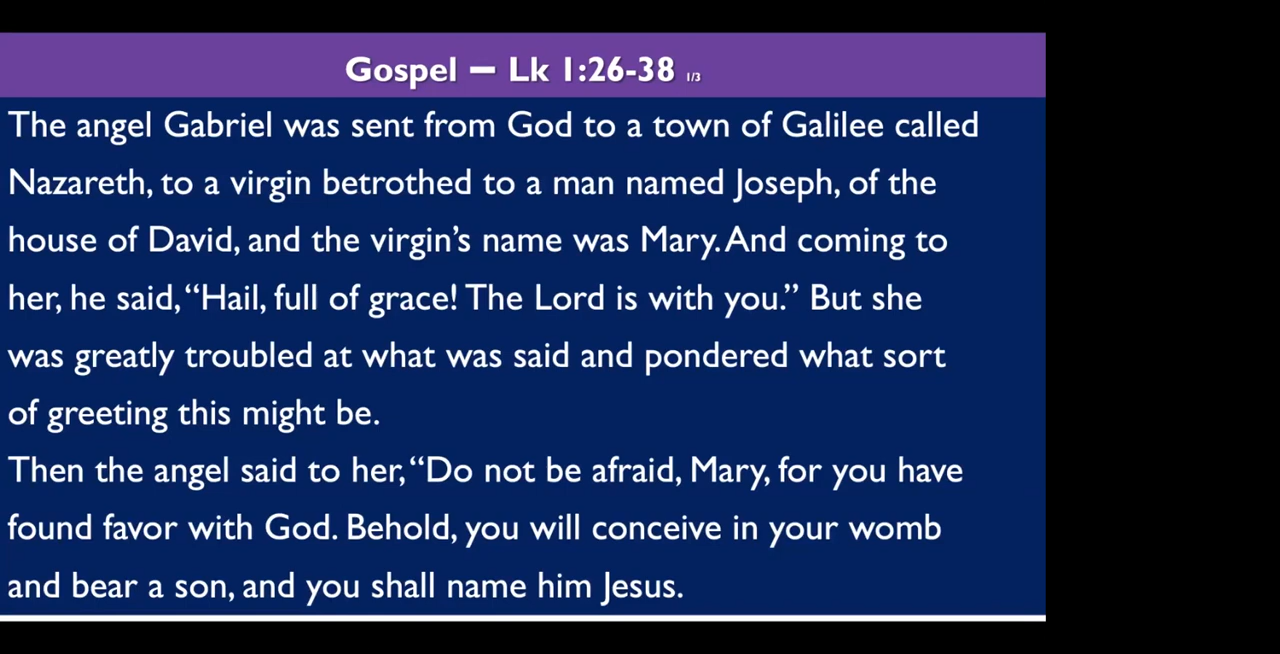 Gospel – Lk 1:26-38 1/3
The angel Gabriel was sent from God to a town of Galilee called
Nazareth, to a virgin betrothed to a man named Joseph, of the
house of David, and the virgin’s name was Mary. And coming to
her, he said, “Hail, full of grace! The Lord is with you.” But she
was greatly troubled at what was said and pondered what sort
of greeting this might be.
Then the angel said to her, “Do not be afraid, Mary, for you have
found favor with God. Behold, you will conceive in your womb
and bear a son, and you shall name him Jesus.